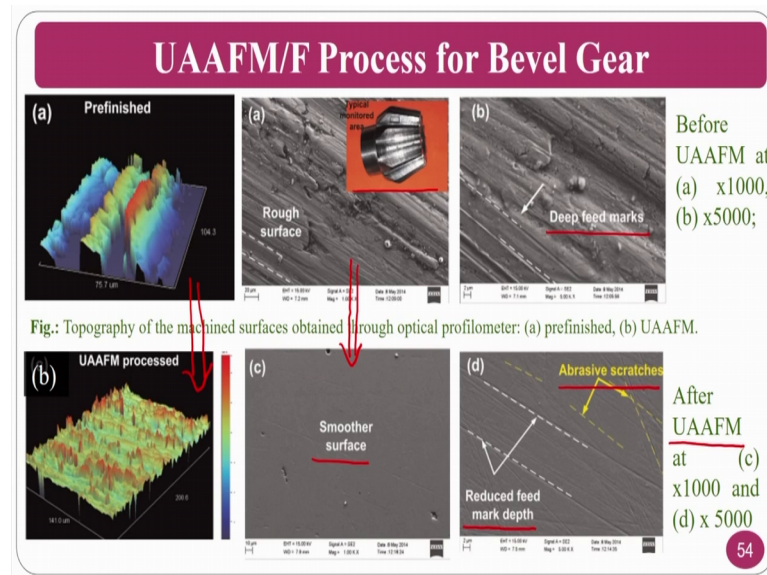 UAAFM/F Process for Bevel Gear
(a)
Prefinished
104.3
75.7 um
(a)
Typical
monitored
area
Rough
surface
(b)
Deep feed marks
Before
UAAFM at
(a) x1000,
(b) x5000;
Fig.: Topography of the machined surfaces obtained through optical profilometer: (a) prefinished, (b) UAAFM.
(b)
UAAFM processed
141.0 um
(c)
Smoother
surface
(d)
Abrasive scratches
Reduced feed
mark depth
After
UAAFM
at (c)
x1000 and
(d) x 5000
54